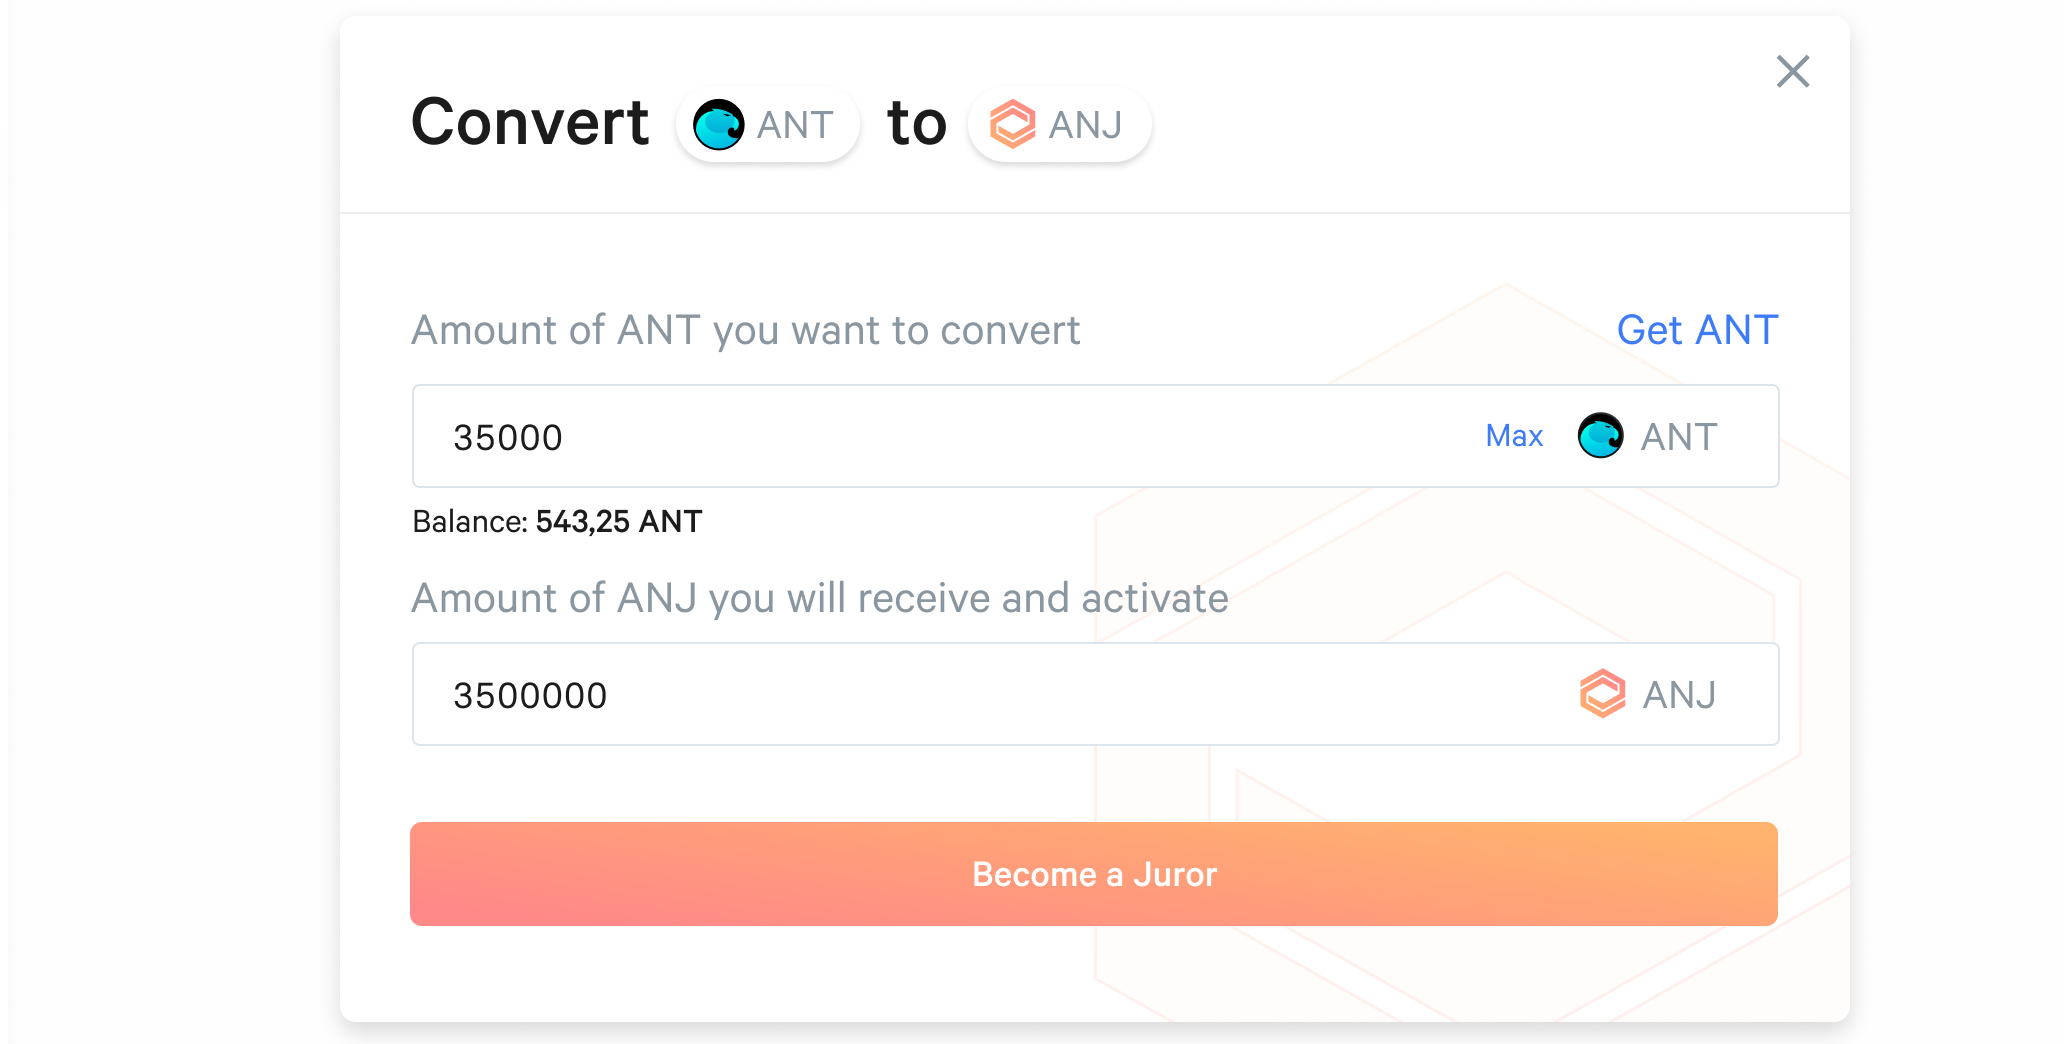 Convert ANT to ANJ
Amount of ANT you want to convert Get ANT
35000 Max ANT
Balance: 543,25 ANT
Amount of ANJ you will receive and activate
3500000 ANJ
Become a Juror